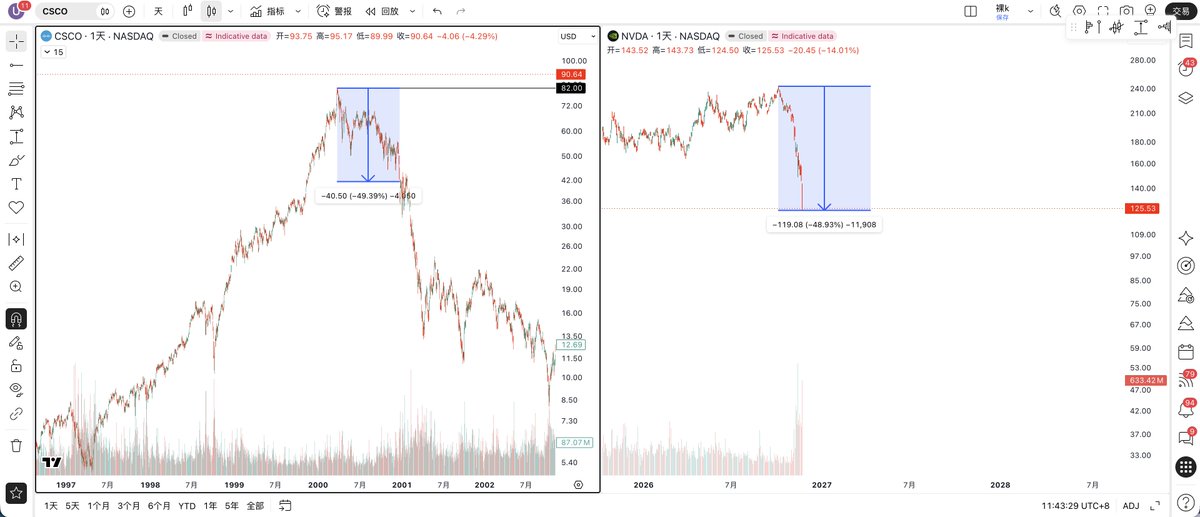 11
CSCO
天
指标
警报
回放
裸k
保存
交易
CSCO · 1天 · NASDAQ
Closed
Indicative data
开=93.75 高=95.17 低=89.99 收=90.64 −4.06 (−4.29%)
USD
15
100.00
90.64
82.00
72.00
60.00
50.00
42.00
36.00
30.00
26.00
22.00
19.00
16.00
13.50
12.69
11.50
10.00
8.50
7.30
87.07M
5.40
−40.50 (−49.39%) −4,050
1997
7月
1998
7月
1999
7月
2000
7月
2001
7月
2002
7月
NVDA · 1天 · NASDAQ
Closed
Indicative data
开=143.52 高=143.73 低=124.50 收=125.53 −20.45 (−14.01%)
280.00
240.00
210.00
180.00
160.00
140.00
125.53
109.00
97.00
85.00
75.00
67.00
59.00
53.00
633.42M
47.00
42.00
37.00
33.00
−119.08 (−48.93%) −11,908
2026
7月
2027
7月
2028
7月
43
79
94
9
1天 5天 1个月 3个月 6个月 YTD 1年 5年 全部
11:43:29 UTC+8 ADJ